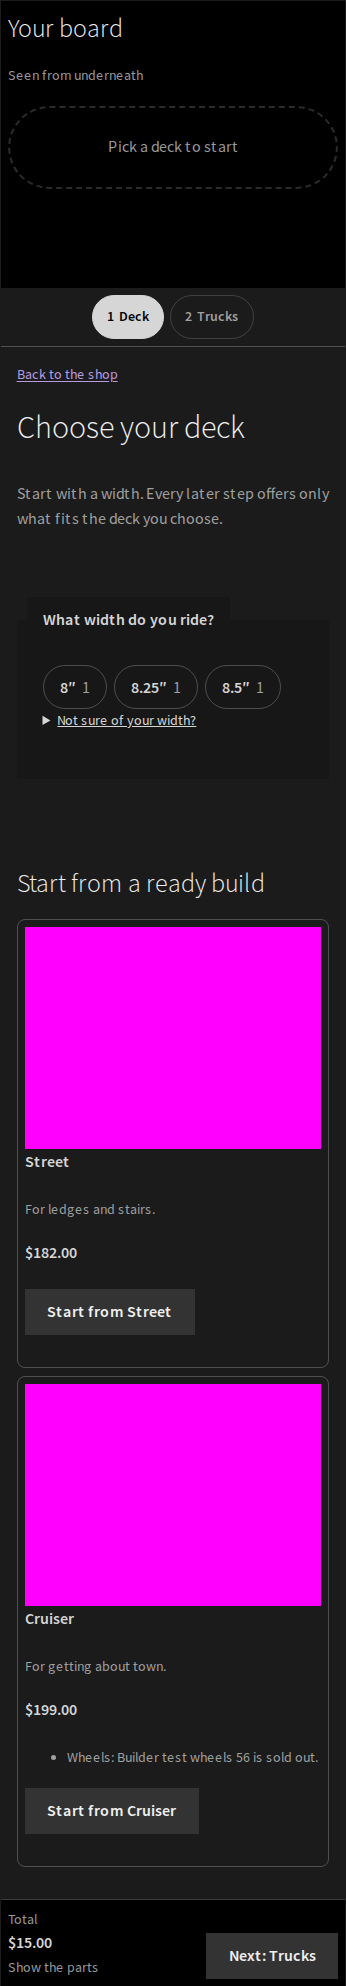 Your board
Seen from underneath
Pick a deck to start
1 Deck
2 Trucks
Back to the shop
Choose your deck
Start with a width. Every later step offers only
what fits the deck you choose.
What width do you ride?
8″ 1
8.25″ 1
8.5″ 1
Not sure of your width?
Start from a ready build
Street
For ledges and stairs.
$182.00
Start from Street
Cruiser
For getting about town.
$199.00
Wheels: Builder test wheels 56 is sold out.
Start from Cruiser
Total
$15.00
Show the parts
Next: Trucks